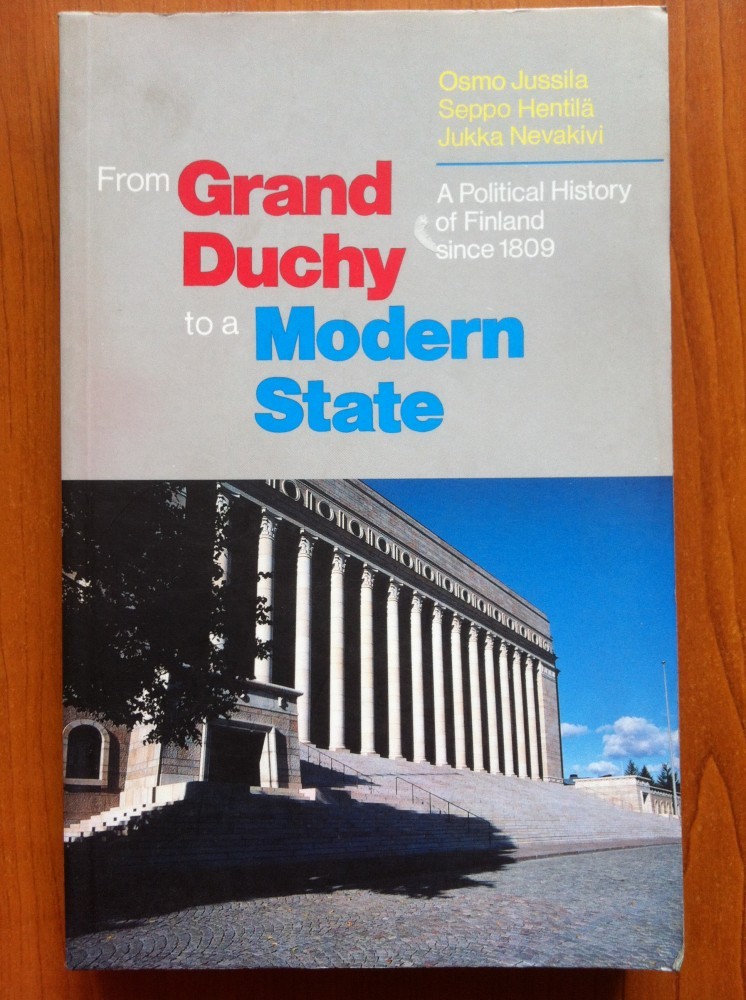 Osmo Jussila
Seppo Hentilä
Jukka Nevakivi
From Grand
Duchy
to a Modern
State
A Political History
of Finland
since 1809